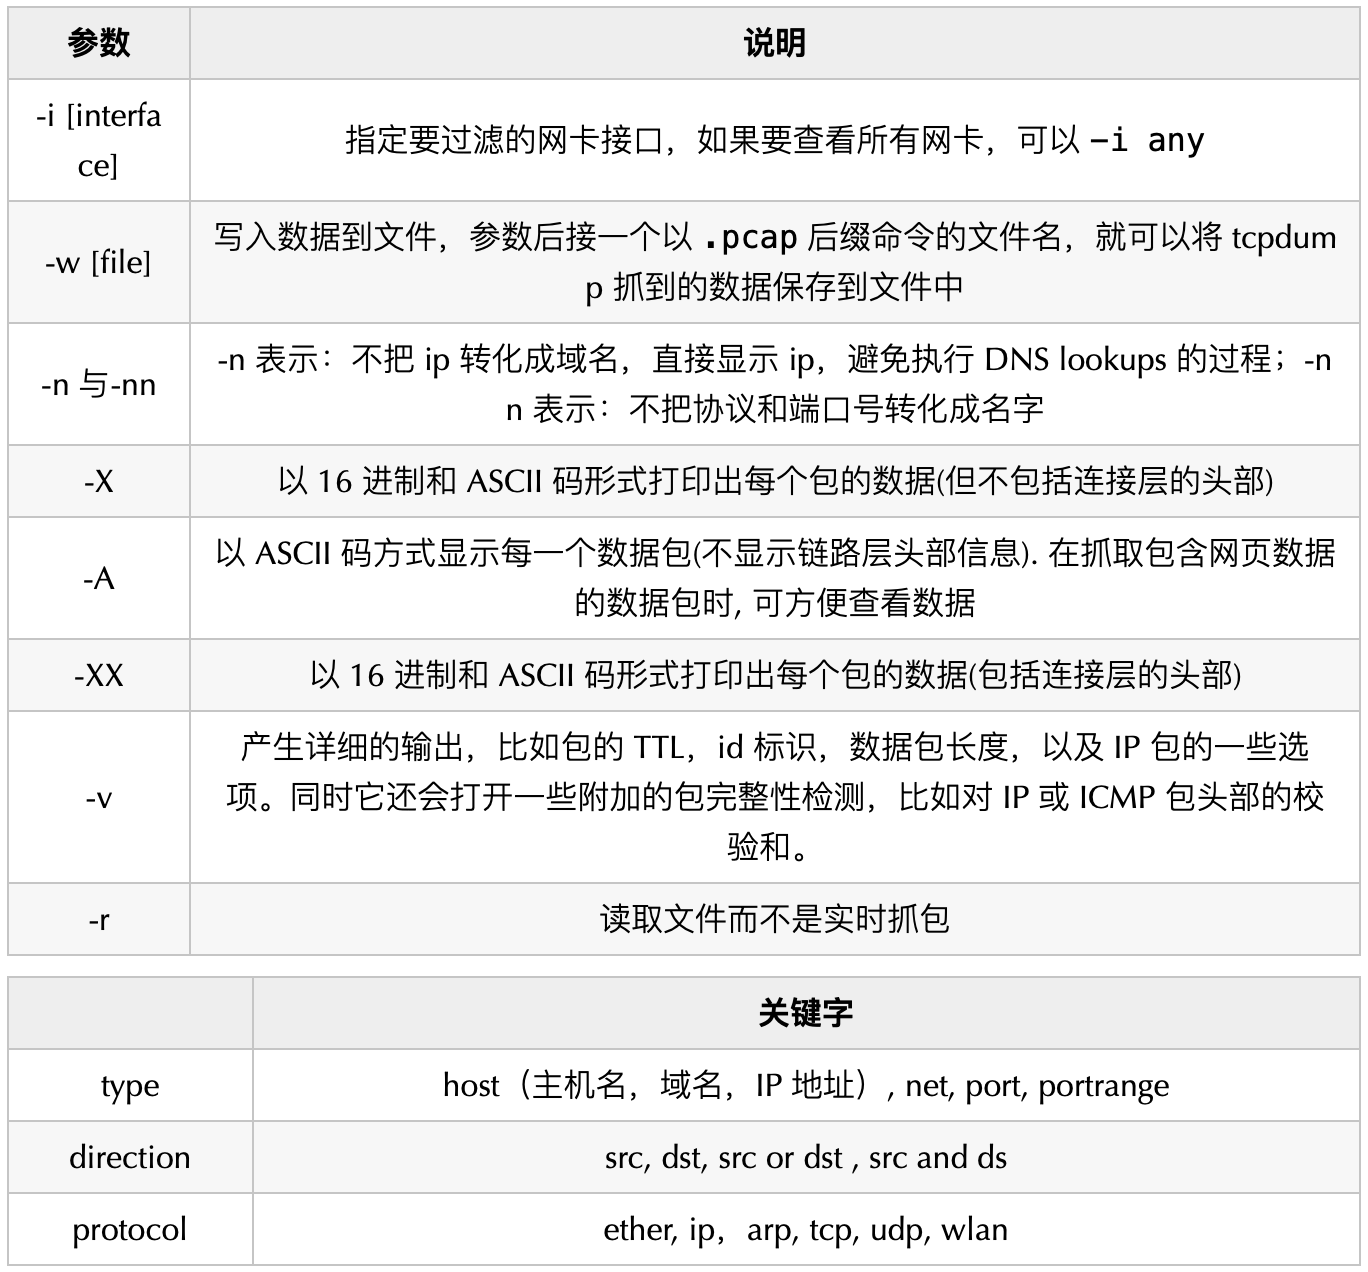 参数
说明
-i [interfa
ce]
指定要过滤的网卡接口，如果要查看所有网卡，可以 -i any
-w [file]
写入数据到文件，参数后接一个以 .pcap 后缀命令的文件名，就可以将 tcpdum
p 抓到的数据保存到文件中
-n 与-nn
-n 表示：不把 ip 转化成域名，直接显示 ip，避免执行 DNS lookups 的过程；-n
n 表示：不把协议和端口号转化成名字
-X
以 16 进制和 ASCII 码形式打印出每个包的数据(但不包括连接层的头部)
-A
以 ASCII 码方式显示每一个数据包(不显示链路层头部信息). 在抓取包含网页数据
的数据包时, 可方便查看数据
-XX
以 16 进制和 ASCII 码形式打印出每个包的数据(包括连接层的头部)
-v
产生详细的输出，比如包的 TTL，id 标识，数据包长度，以及 IP 包的一些选
项。同时它还会打开一些附加的包完整性检测，比如对 IP 或 ICMP 包头部的校
验和。
-r
读取文件而不是实时抓包
关键字
type
host（主机名，域名，IP 地址）, net, port, portrange
direction
src, dst, src or dst , src and ds
protocol
ether, ip，arp, tcp, udp, wlan